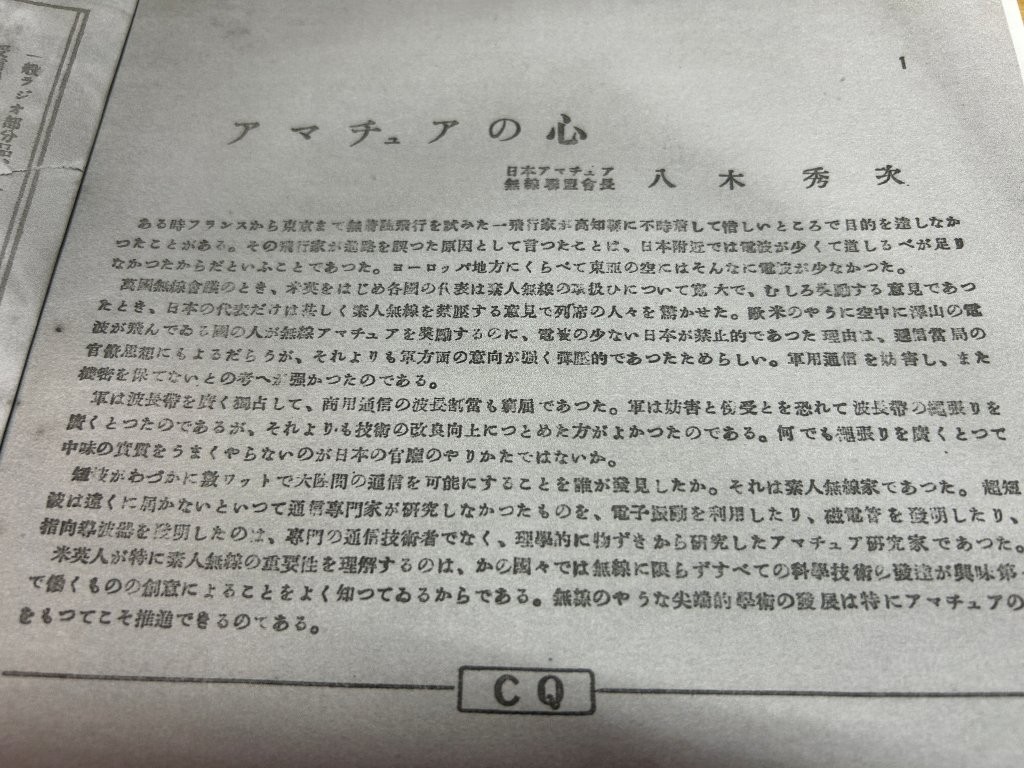 1
アマチュアの心
日本アマチュア
無線聯盟會長
八木秀次
ある時フランスから東京まで無着陸飛行を試みた一飛行家が高知縣に不時着して惜しいところで目的を達しなか
つたことがある。その飛行家が進路を誤つた原因として言つたことは、日本附近では電波が少くて道しるべが足り
なかつたからだといふことであつた。ヨーロッパ地方にくらべて東亜の空にはそんなに電波が少なかつた。
萬國無線會議のとき、米英をはじめ各國の代表は素人無線の取扱ひについて寛大で、むしろ奬勵する意見であつ
たとき、日本の代表だけは甚しく素人無線を禁壓する意見で列席の人々を驚かせた。歐米のやうに空中に澤山の電
波が飛んでゐる國の人が無線アマチュアを奬勵するのに、電波の少ない日本が禁止的であつた理由は、遞信當局の
官僚思想にもよるだらうが、それよりも軍方面の意向が强く彈壓的であつたためらしい。軍用通信を妨害し、また
機密を保てないとの考へが强かつたのである。
軍は波長帶を廣く獨占して、商用通信の波長割當も窮屈であつた。軍は妨害と傍受とを恐れて波長帶の繩張りを
廣くとつたのであるが、それよりも技術の改良向上につとめた方がよかつたのである。何でも繩張りを廣くとつて
中味の實質をうまくやらないのが日本の官廳のやりかたではないか。
短波がわづかに數ワットで大陸間の通信を可能にすることを誰が發見したか。それは素人無線家であつた。超短
波は遠くに屆かないといつて通信專門家が研究しなかつたものを、電子振動を利用したり、磁電管を發明したり、
指向導波器を發明したのは、專門の通信技術者でなく、理學的に物ずきから研究したアマチュア研究家であつた。
米英人が特に素人無線の重要性を理解するのは、かの國々では無線に限らずすべての科學技術の發達が興味第一
で働くものの創意によることをよく知つてゐるからである。無線のやうな尖端的學術の發展は特にアマチュアの
をもつてこそ推進できるのである。
CQ
一般ラジオ部分品